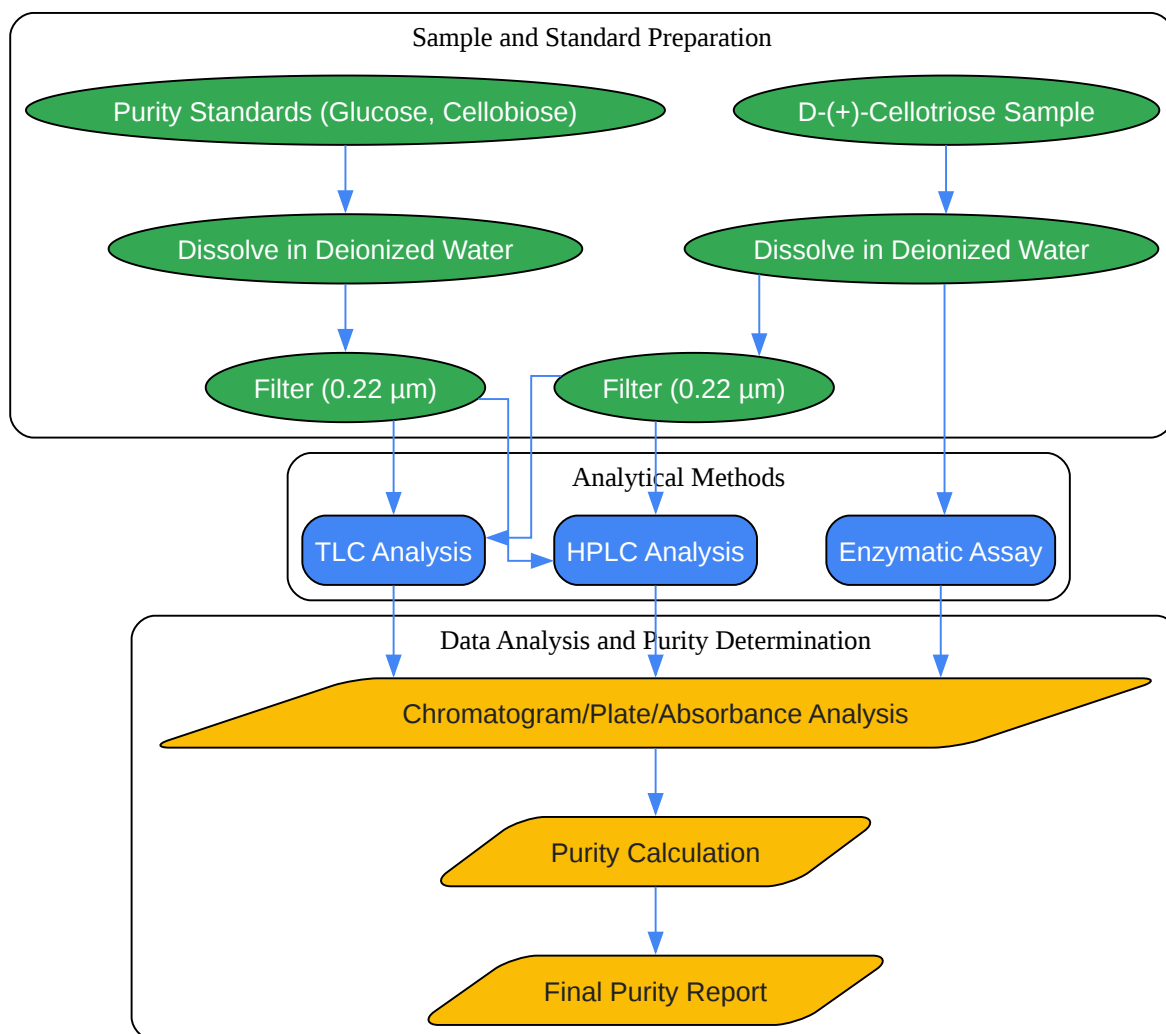 Sample and Standard Preparation
Purity Standards (Glucose, Cellobiose)
D-(+)-Cellotriose Sample
Dissolve in Deionized Water
Dissolve in Deionized Water
Filter (0.22 µm)
Filter (0.22 µm)
Analytical Methods
TLC Analysis
HPLC Analysis
Enzymatic Assay
Data Analysis and Purity Determination
Chromatogram/Plate/Absorbance Analysis
Purity Calculation
Final Purity Report